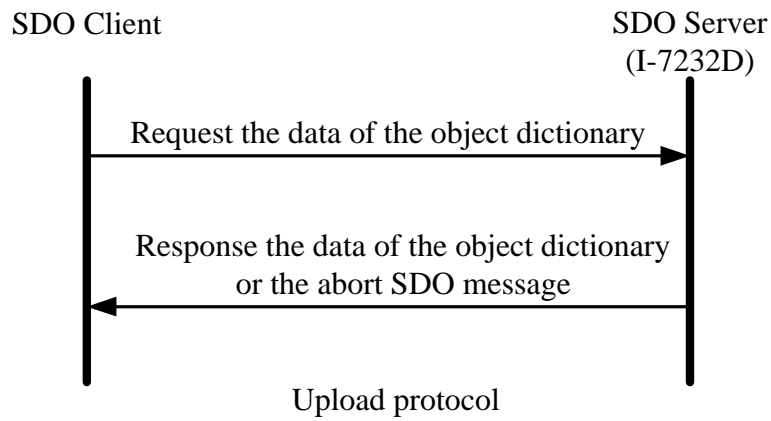 SDO Client
SDO Server
(I-7232D)
Request the data of the object dictionary
Response the data of the object dictionary
or the abort SDO message
Upload protocol